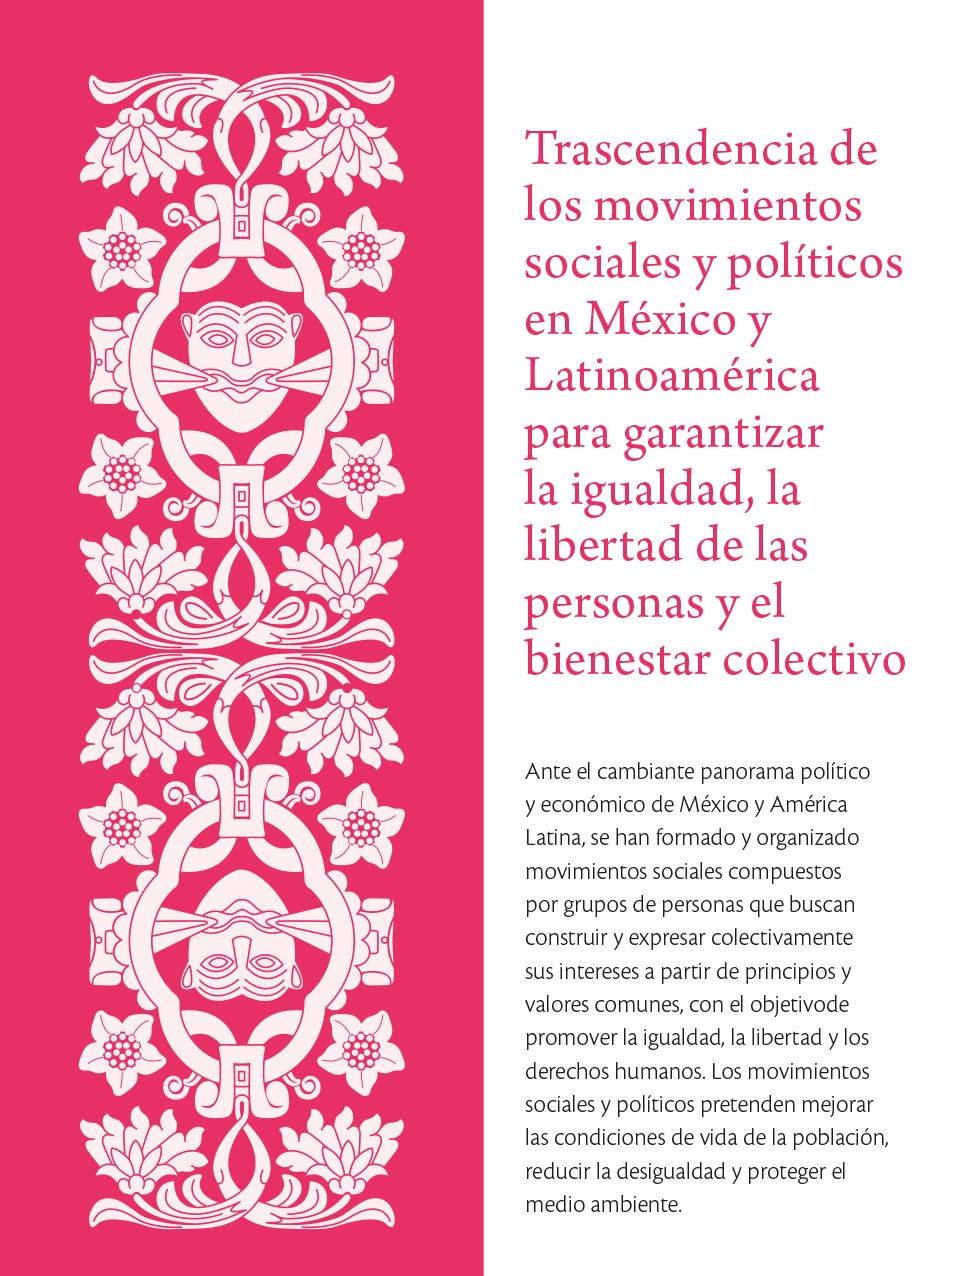 Trascendencia de
los movimientos
sociales y políticos
en México y
Latinoamérica
para garantizar
la igualdad, la
libertad de las
personas y el
bienestar colectivo
Ante el cambiante panorama político
y económico de México y América
Latina, se han formado y organizado
movimientos sociales compuestos
por grupos de personas que buscan
construir y expresar colectivamente
sus intereses a partir de principios y
valores comunes, con el objetivode
promover la igualdad, la libertad y los
derechos humanos. Los movimientos
sociales y políticos pretenden mejorar
las condiciones de vida de la población,
reducir la desigualdad y proteger el
medio ambiente.